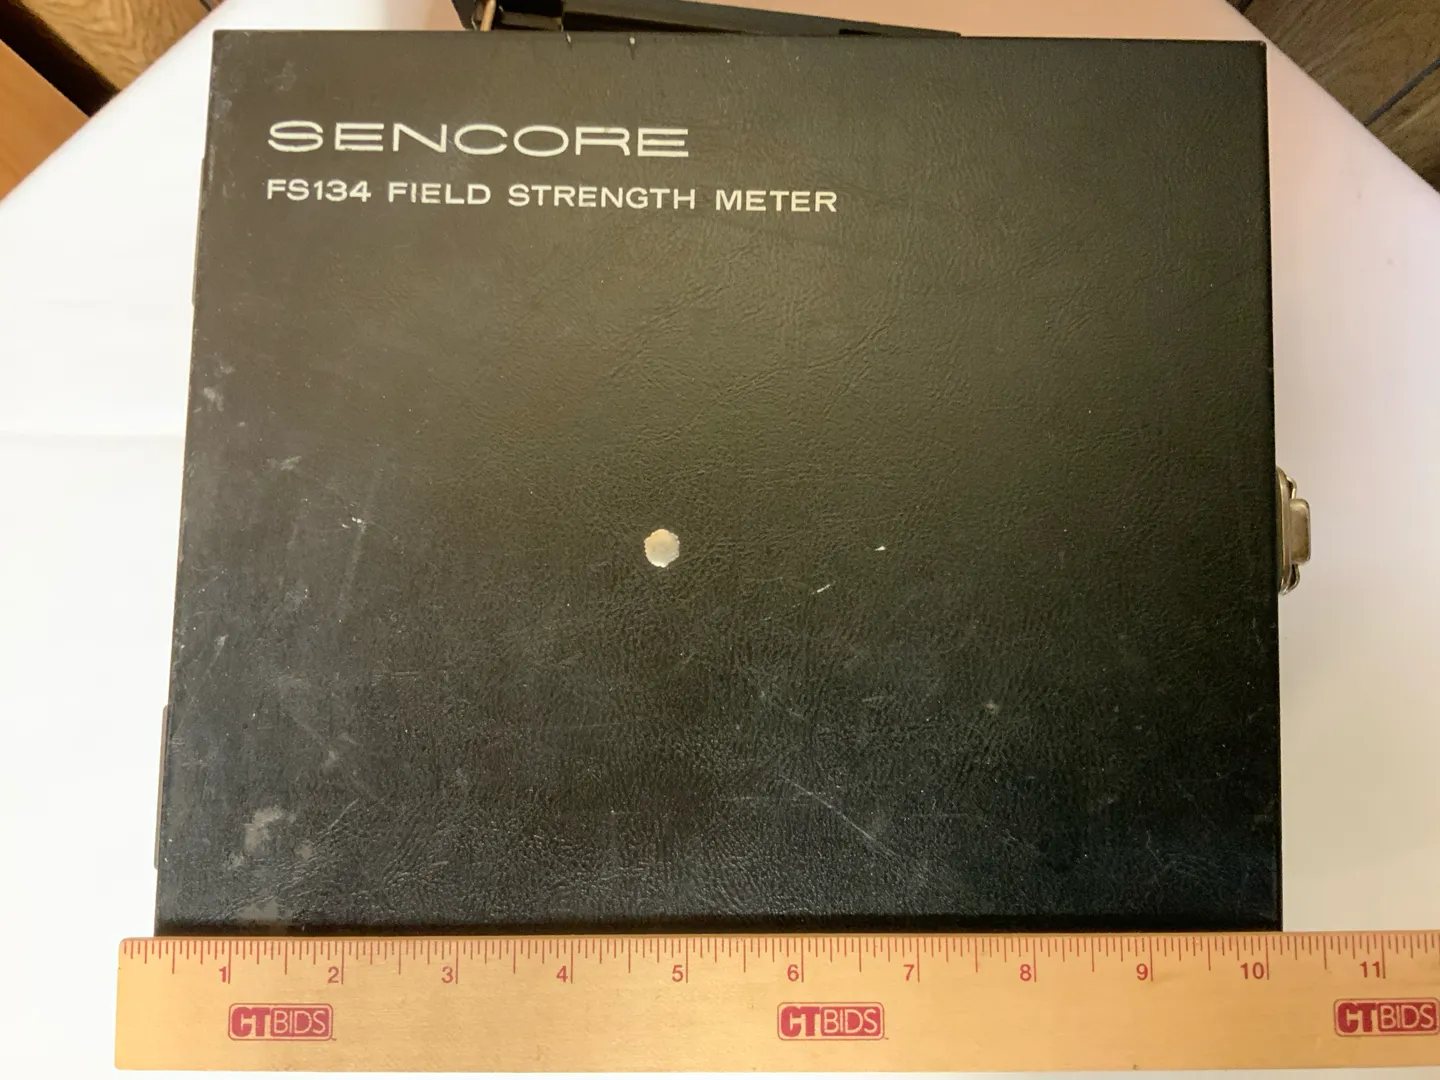 SENCORE
FS134 FIELD STRENGTH METER
1 2 3 4 5 6 7 8 9 10 11
CTBIDS CTBIDS CTBIDS